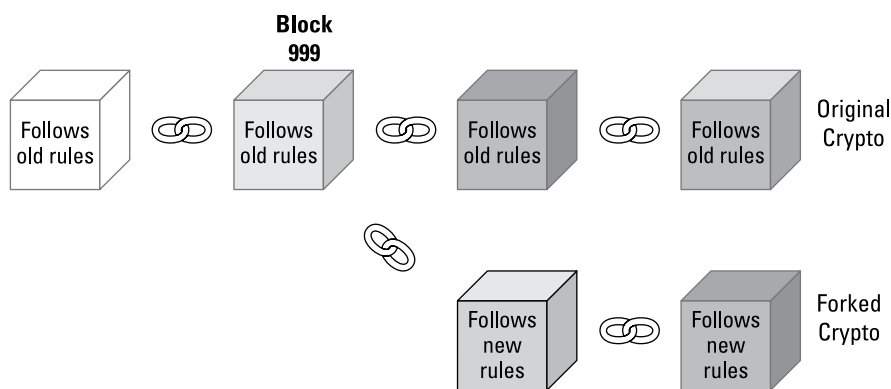 Block
999
Follows
old rules
Follows
old rules
Follows
old rules
Follows
old rules
Original
Crypto
Follows
new
rules
Follows
new
rules
Forked
Crypto